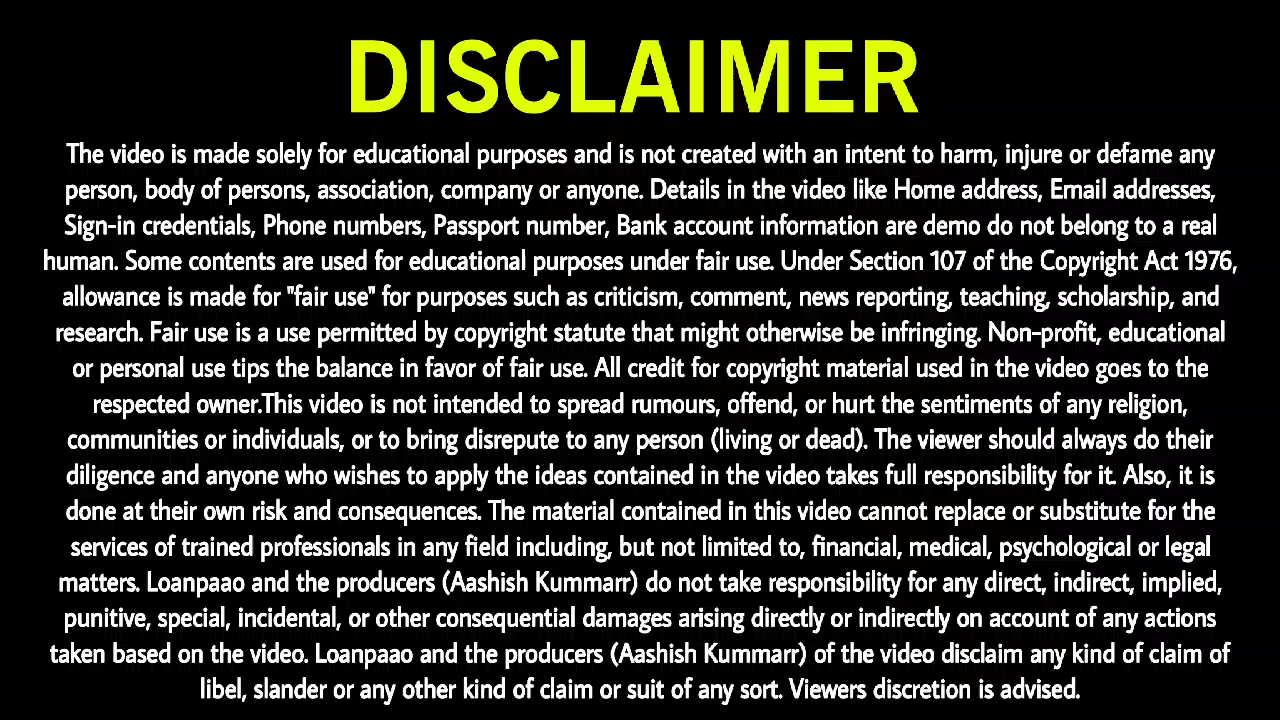 DISCLAIMER
The video is made solely for educational purposes and is not created with an intent to harm, injure or defame any
person, body of persons, association, company or anyone. Details in the video like Home address, Email addresses,
Sign-in credentials, Phone numbers, Passport number, Bank account information are demo do not belong to a real
human. Some contents are used for educational purposes under fair use. Under Section 107 of the Copyright Act 1976,
allowance is made for "fair use" for purposes such as criticism, comment, news reporting, teaching, scholarship, and
research. Fair use is a use permitted by copyright statute that might otherwise be infringing. Non-profit, educational
or personal use tips the balance in favor of fair use. All credit for copyright material used in the video goes to the
respected owner.This video is not intended to spread rumours, offend, or hurt the sentiments of any religion,
communities or individuals, or to bring disrepute to any person (living or dead). The viewer should always do their
diligence and anyone who wishes to apply the ideas contained in the video takes full responsibility for it. Also, it is
done at their own risk and consequences. The material contained in this video cannot replace or substitute for the
services of trained professionals in any field including, but not limited to, financial, medical, psychological or legal
matters. Loanpaao and the producers (Aashish Kummarr) do not take responsibility for any direct, indirect, implied,
punitive, special, incidental, or other consequential damages arising directly or indirectly on account of any actions
taken based on the video. Loanpaao and the producers (Aashish Kummarr) of the video disclaim any kind of claim of
libel, slander or any other kind of claim or suit of any sort. Viewers discretion is advised.